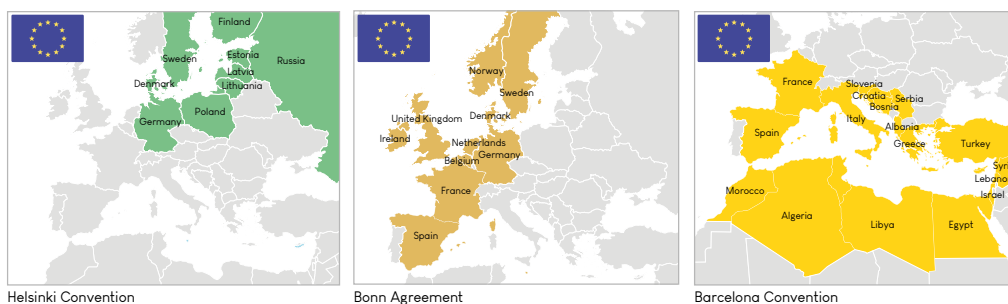 Finland
Sweden
Estonia
Russia
Latvia
Denmark
Lithuania
Poland
Germany
Helsinki Convention
Norway
Sweden
Denmark
United Kingdom
Ireland
Netherlands
Germany
Belgium
France
Spain
Bonn Agreement
France
Slovenia
Croatia
Serbia
Bosnia
Italy
Albania
Spain
Greece
Turkey
Syri
Lebano
Israel
Morocco
Algeria
Libya
Egypt
Barcelona Convention